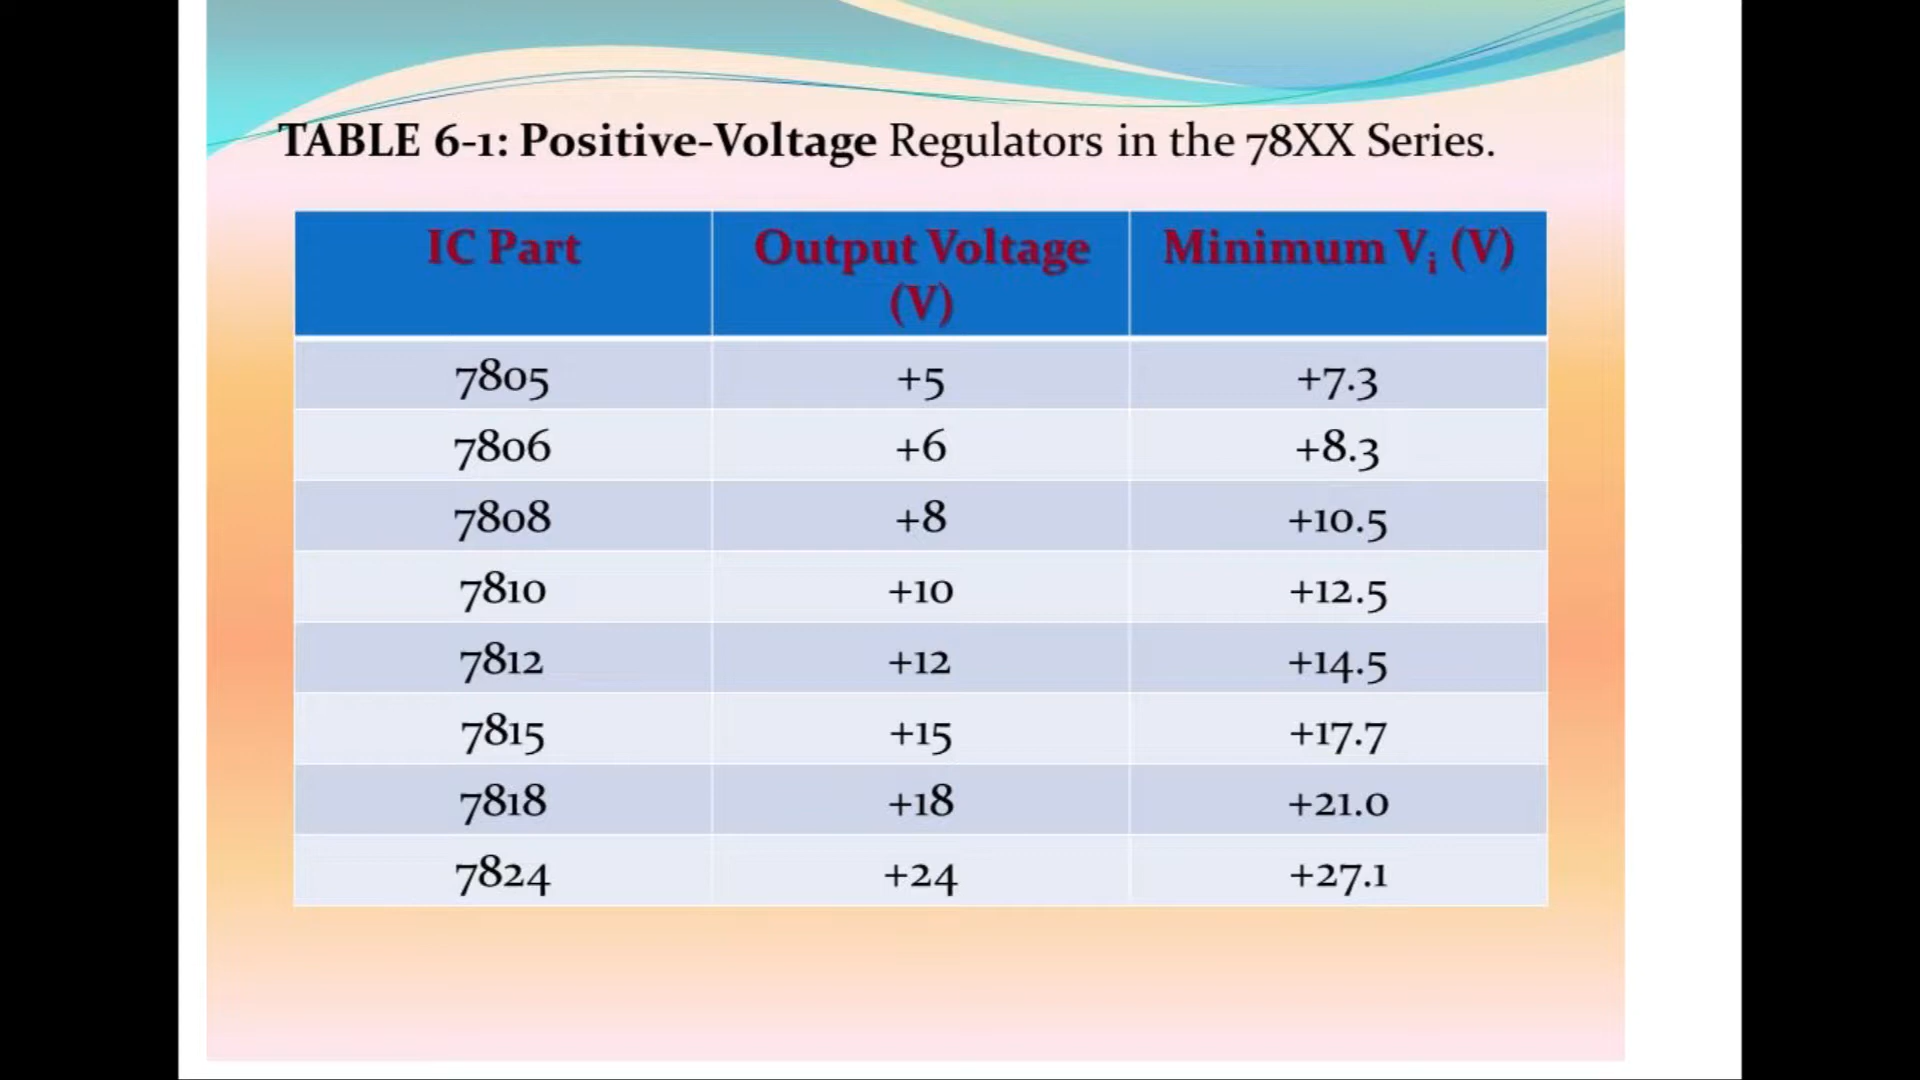 TABLE 6-1: Positive-Voltage Regulators in the 78XX Series.
IC Part Output Voltage (V) Minimum Vi (V)
7805 +5 +7.3
7806 +6 +8.3
7808 +8 +10.5
7810 +10 +12.5
7812 +12 +14.5
7815 +15 +17.7
7818 +18 +21.0
7824 +24 +27.1